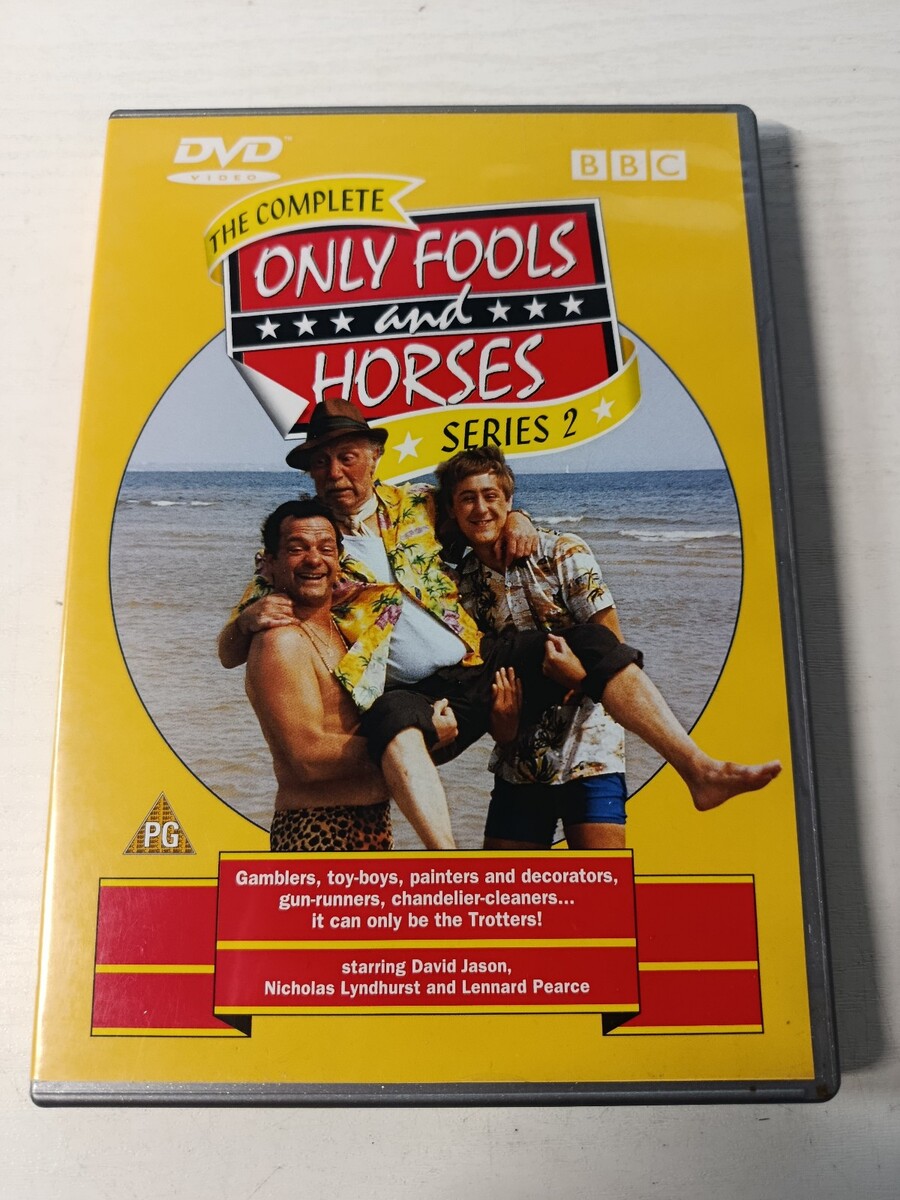 DVD™
VIDEO
BBC
THE COMPLETE
ONLY FOOLS
and
HORSES
SERIES 2
PG
Gamblers, toy-boys, painters and decorators,
gun-runners, chandelier-cleaners...
it can only be the Trotters!
starring David Jason,
Nicholas Lyndhurst and Lennard Pearce